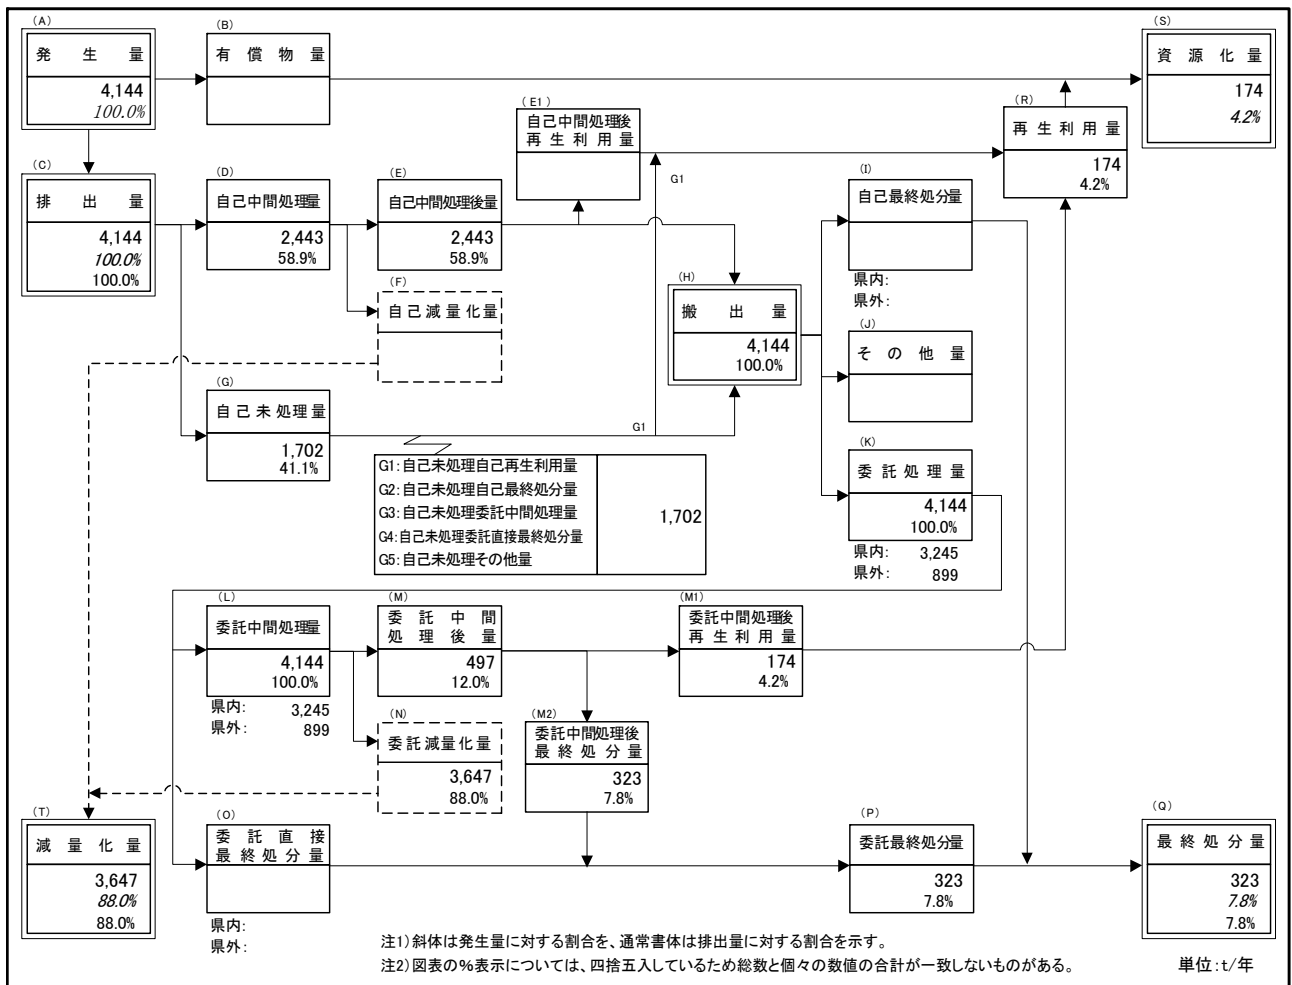 (A)
発生量
4,144
100.0%
(B)
有償物量
(S)
資源化量
174
4.2%
(E1)
自己中間処理後
再生利用量
(R)
再生利用量
174
4.2%
(C)
排出量
4,144
100.0%
100.0%
(D)
自己中間処理量
2,443
58.9%
(E)
自己中間処理後量
2,443
58.9%
G1
(I)
自己最終処分量
県内:
県外:
(F)
自己減量化量
(H)
搬出量
4,144
100.0%
(J)
その他量
(G)
自己未処理量
1,702
41.1%
G1
G1:自己未処理自己再生利用量
G2:自己未処理自己最終処分量
G3:自己未処理委託中間処理量
G4:自己未処理委託直接最終処分量
G5:自己未処理その他量
1,702
(K)
委託処理量
4,144
100.0%
県内: 3,245
県外: 899
(L)
委託中間処理量
4,144
100.0%
県内: 3,245
県外: 899
(M)
委託中間
処理後量
497
12.0%
(M1)
委託中間処理後
再生利用量
174
4.2%
(N)
委託減量化量
3,647
88.0%
(M2)
委託中間処理後
最終処分量
323
7.8%
(T)
減量化量
3,647
88.0%
88.0%
(O)
委託直接
最終処分量
県内:
県外:
(P)
委託最終処分量
323
7.8%
(Q)
最終処分量
323
7.8%
7.8%
注1)斜体は発生量に対する割合を、通常書体は排出量に対する割合を示す。
注2)図表の%表示については、四捨五入しているため総数と個々の数値の合計が一致しないものがある。
単位:t/年